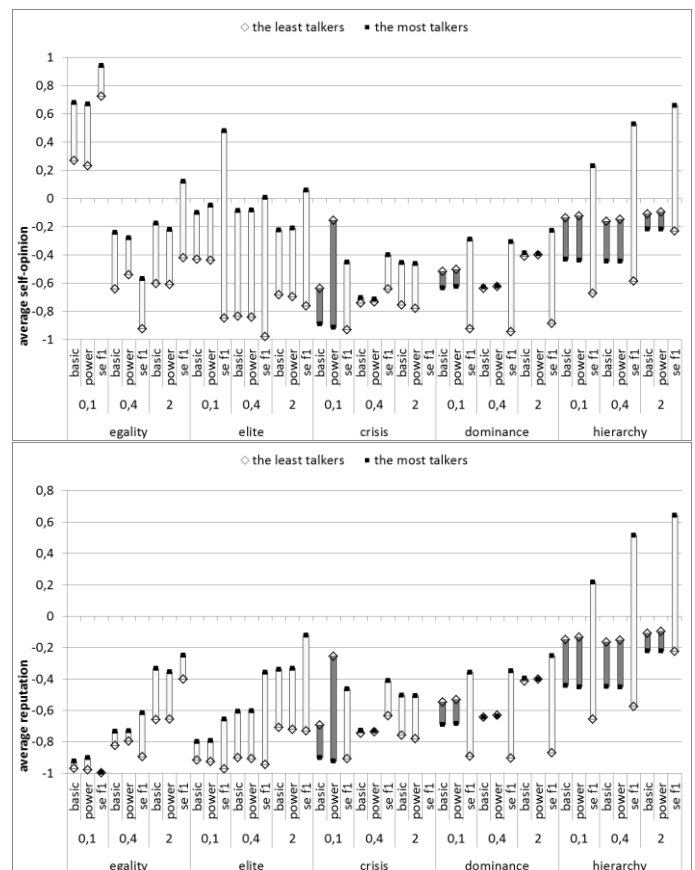 ◇ the least talkers ■ the most talkers
average self-opinion
1
0,8
0,6
0,4
0,2
0
-0,2
-0,4
-0,6
-0,8
-1
basic power se f1 basic power se f1 basic power se f1 basic power se f1 basic power se f1 basic power se f1 basic power se f1 basic power se f1 basic power se f1 basic power se f1 basic power se f1 basic power se f1 basic power se f1 basic power se f1 basic power se f1
0,1 0,4 2 0,1 0,4 2 0,1 0,4 2 0,1 0,4 2 0,1 0,4 2
egality elite crisis dominance hierarchy
◇ the least talkers ■ the most talkers
average reputation
0,8
0,6
0,4
0,2
0
-0,2
-0,4
-0,6
-0,8
-1
basic power se f1 basic power se f1 basic power se f1 basic power se f1 basic power se f1 basic power se f1 basic power se f1 basic power se f1 basic power se f1 basic power se f1 basic power se f1 basic power se f1 basic power se f1 basic power se f1 basic power se f1
0,1 0,4 2 0,1 0,4 2 0,1 0,4 2 0,1 0,4 2 0,1 0,4 2
egality elite crisis dominance hierarchy